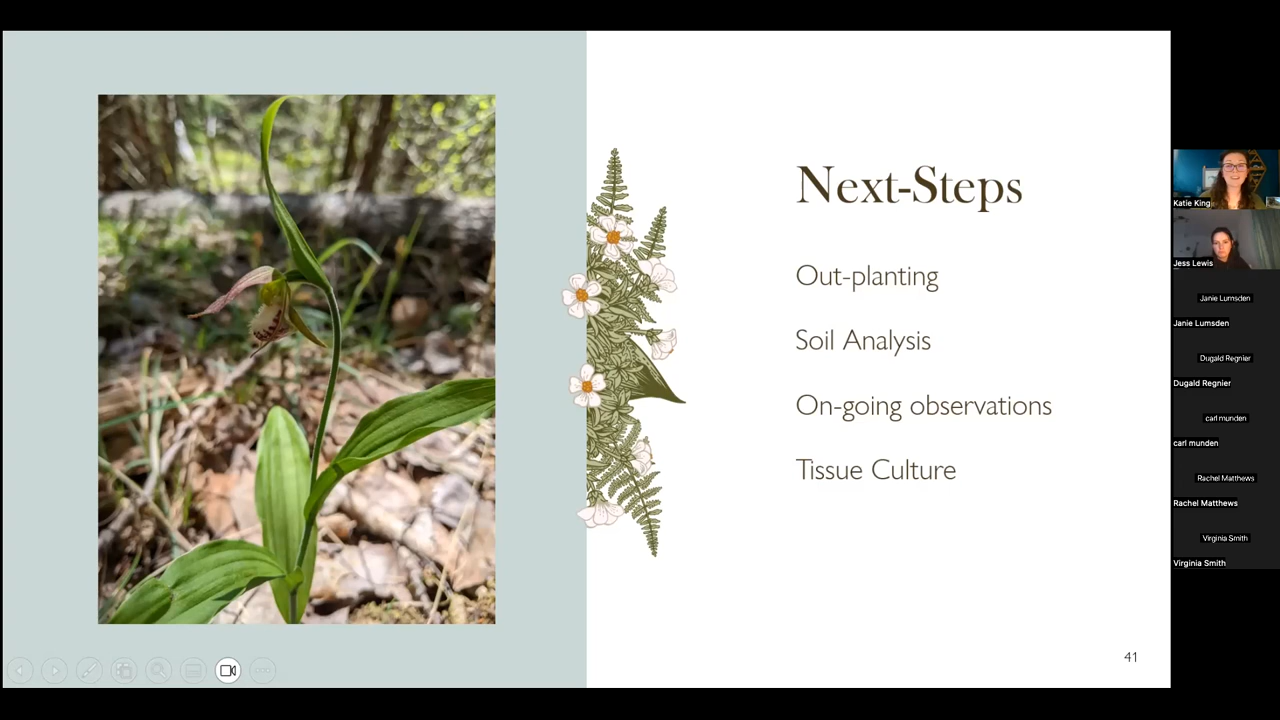 Next-Steps
Out-planting
Soil Analysis
On-going observations
Tissue Culture
41
Katie King
Jess Lewis
Janie Lumsden
Janie Lumsden
Dugald Regnier
Dugald Regnier
carl munden
carl munden
Rachel Matthews
Rachel Matthews
Virginia Smith
Virginia Smith